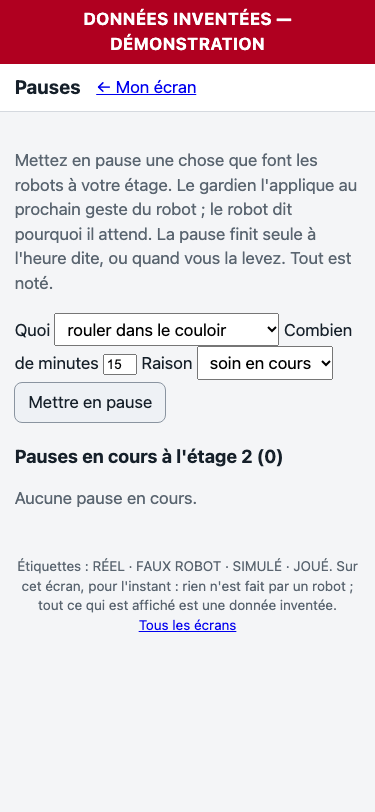 DONNÉES INVENTÉES —
DÉMONSTRATION
Pauses ← Mon écran
Mettez en pause une chose que font les
robots à votre étage. Le gardien l'applique au
prochain geste du robot ; le robot dit
pourquoi il attend. La pause finit seule à
l'heure dite, ou quand vous la levez. Tout est
noté.
Quoi rouler dans le couloir Combien
de minutes 15 Raison soin en cours
Mettre en pause
Pauses en cours à l'étage 2 (0)
Aucune pause en cours.
Étiquettes : RÉEL · FAUX ROBOT · SIMULÉ · JOUÉ. Sur
cet écran, pour l'instant : rien n'est fait par un robot ;
tout ce qui est affiché est une donnée inventée.
Tous les écrans